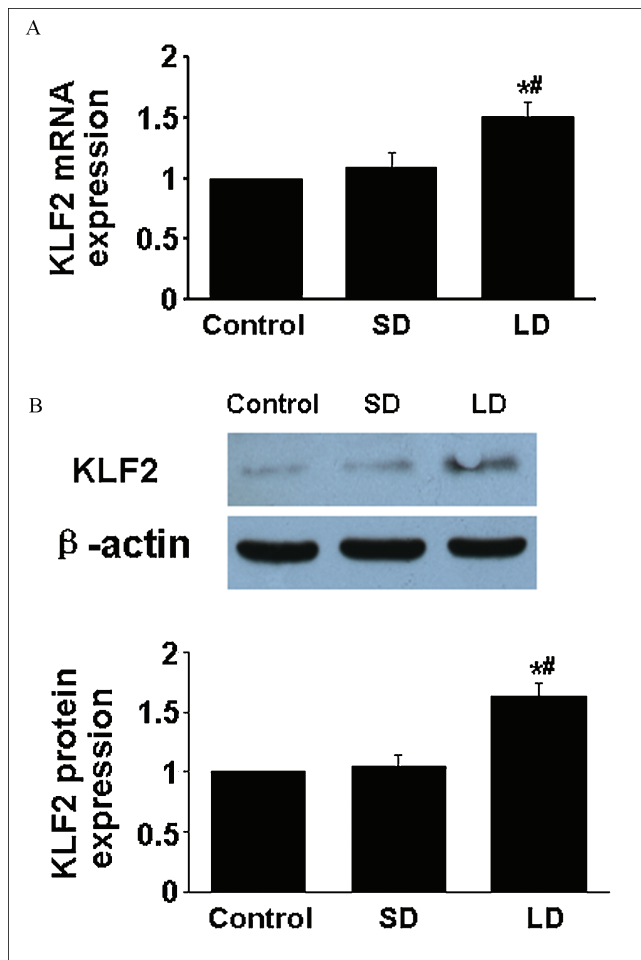 A
KLF2 mRNA
expression
2
1.5
1
0.5
0
*#
Control SD LD
B
Control SD LD
KLF2
β -actin
KLF2 protein
expression
2
1.5
1
0.5
0
*#
Control SD LD